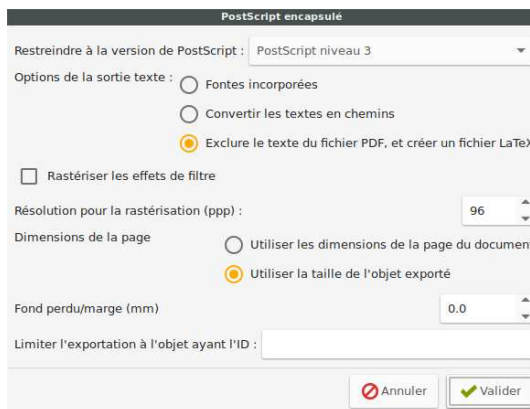 PostScript encapsulé
Restreindre à la version de PostScript : PostScript niveau 3
Options de la sortie texte : Fontes incorporées
Convertir les textes en chemins
Exclure le texte du fichier PDF, et créer un fichier LaTeX
Rastériser les effets de filtre
Résolution pour la rastérisation (ppp) : 96
Dimensions de la page
Utiliser les dimensions de la page du document
Utiliser la taille de l'objet exporté
Fond perdu/marge (mm) 0.0
Limiter l'exportation à l'objet ayant l'ID :
Annuler Valider